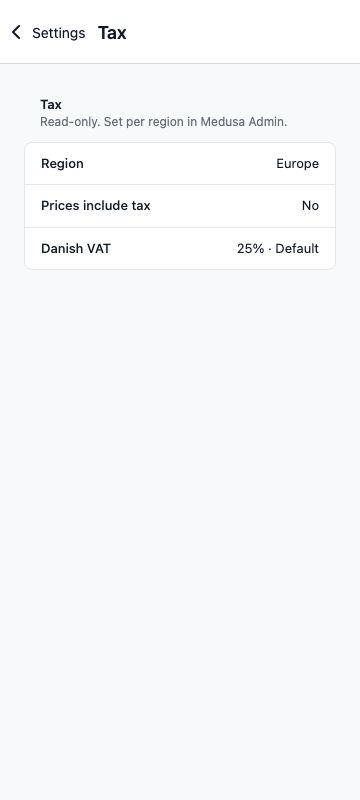 Settings Tax
Tax
Read-only. Set per region in Medusa Admin.
Region Europe
Prices include tax No
Danish VAT 25% · Default